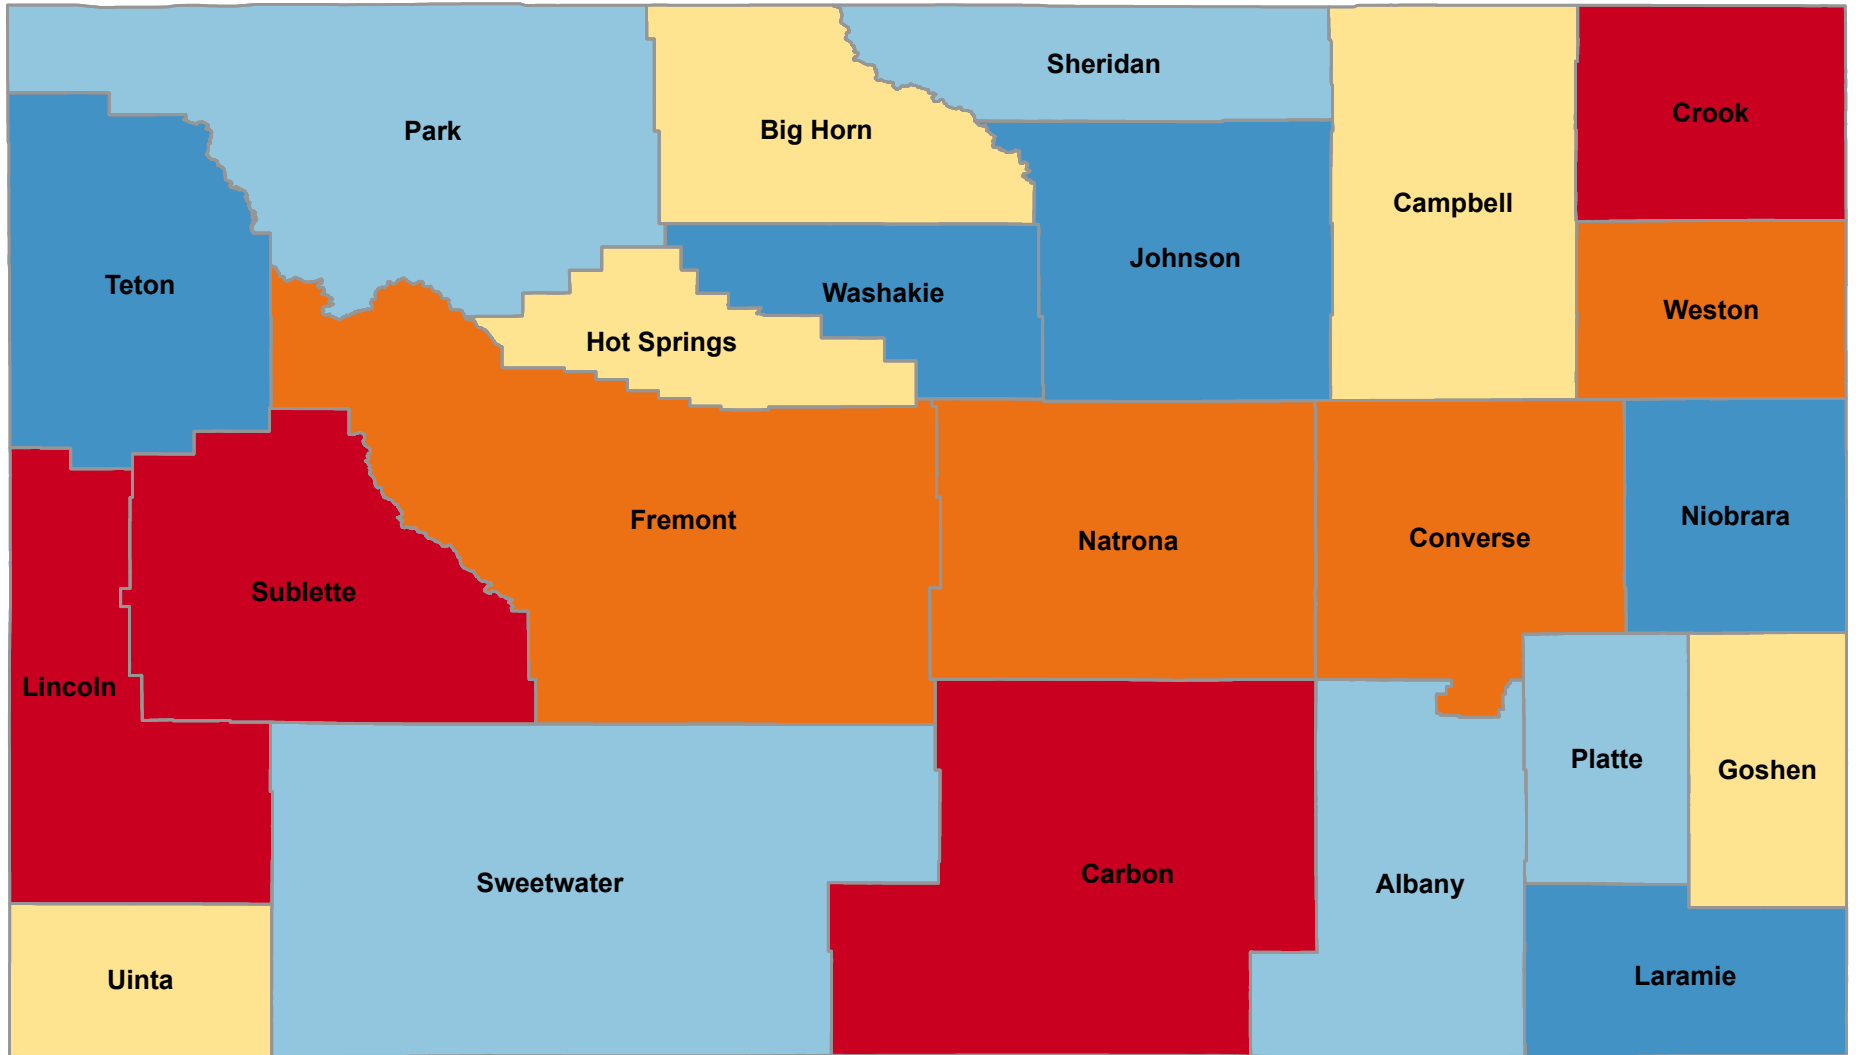 Sheridan
Crook
Park
Big Horn
Campbell
Johnson
Teton
Washakie
Weston
Hot Springs
Niobrara
Fremont
Converse
Natrona
Sublette
Lincoln
Platte
Goshen
Carbon
Sweetwater
Albany
Laramie
Uinta